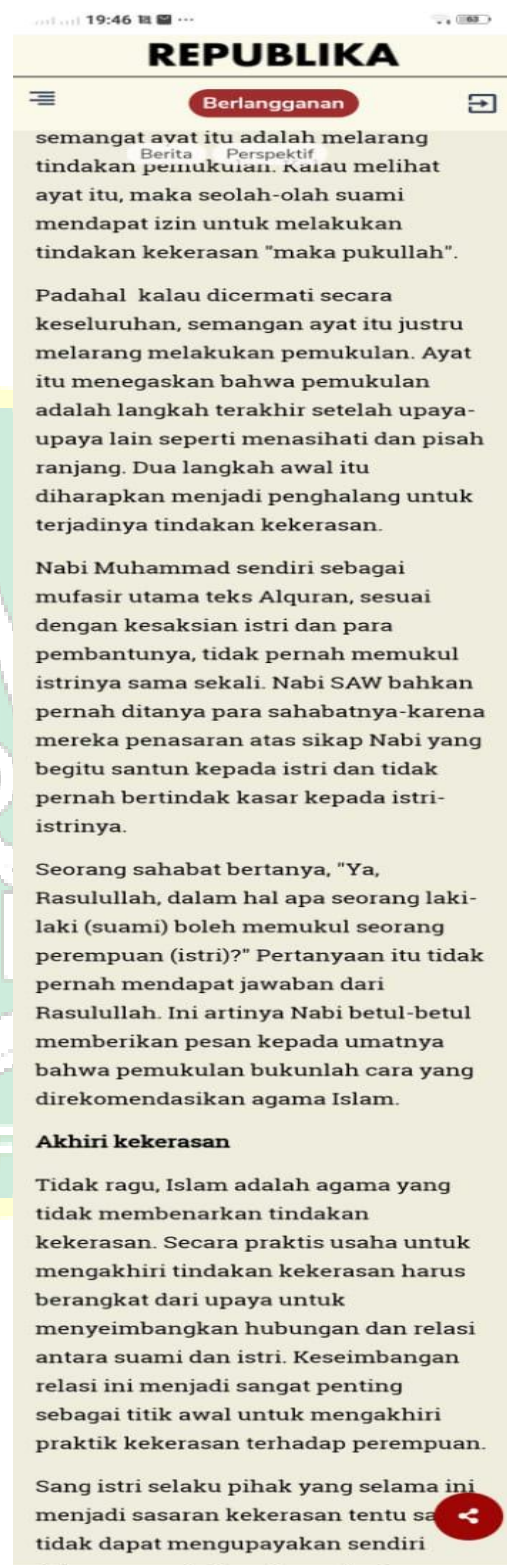 19:46
63
REPUBLIKA
Berlangganan
semangat ayat itu adalah melarang
Berita Perspektif
tindakan pemukulan. Kalau melihat
ayat itu, maka seolah-olah suami
mendapat izin untuk melakukan
tindakan kekerasan "maka pukullah".
Padahal kalau dicermati secara
keseluruhan, semangan ayat itu justru
melarang melakukan pemukulan. Ayat
itu menegaskan bahwa pemukulan
adalah langkah terakhir setelah upaya-
upaya lain seperti menasihati dan pisah
ranjang. Dua langkah awal itu
diharapkan menjadi penghalang untuk
terjadinya tindakan kekerasan.
Nabi Muhammad sendiri sebagai
mufasir utama teks Alquran, sesuai
dengan kesaksian istri dan para
pembantunya, tidak pernah memukul
istrinya sama sekali. Nabi SAW bahkan
pernah ditanya para sahabatnya-karena
mereka penasaran atas sikap Nabi yang
begitu santun kepada istri dan tidak
pernah bertindak kasar kepada istri-
istrinya.
Seorang sahabat bertanya, "Ya,
Rasulullah, dalam hal apa seorang laki-
laki (suami) boleh memukul seorang
perempuan (istri)?" Pertanyaan itu tidak
pernah mendapat jawaban dari
Rasulullah. Ini artinya Nabi betul-betul
memberikan pesan kepada umatnya
bahwa pemukulan bukunlah cara yang
direkomendasikan agama Islam.
Akhiri kekerasan
Tidak ragu, Islam adalah agama yang
tidak membenarkan tindakan
kekerasan. Secara praktis usaha untuk
mengakhiri tindakan kekerasan harus
berangkat dari upaya untuk
menyeimbangkan hubungan dan relasi
antara suami dan istri. Keseimbangan
relasi ini menjadi sangat penting
sebagai titik awal untuk mengakhiri
praktik kekerasan terhadap perempuan.
Sang istri selaku pihak yang selama ini
menjadi sasaran kekerasan tentu sa
tidak dapat mengupayakan sendiri